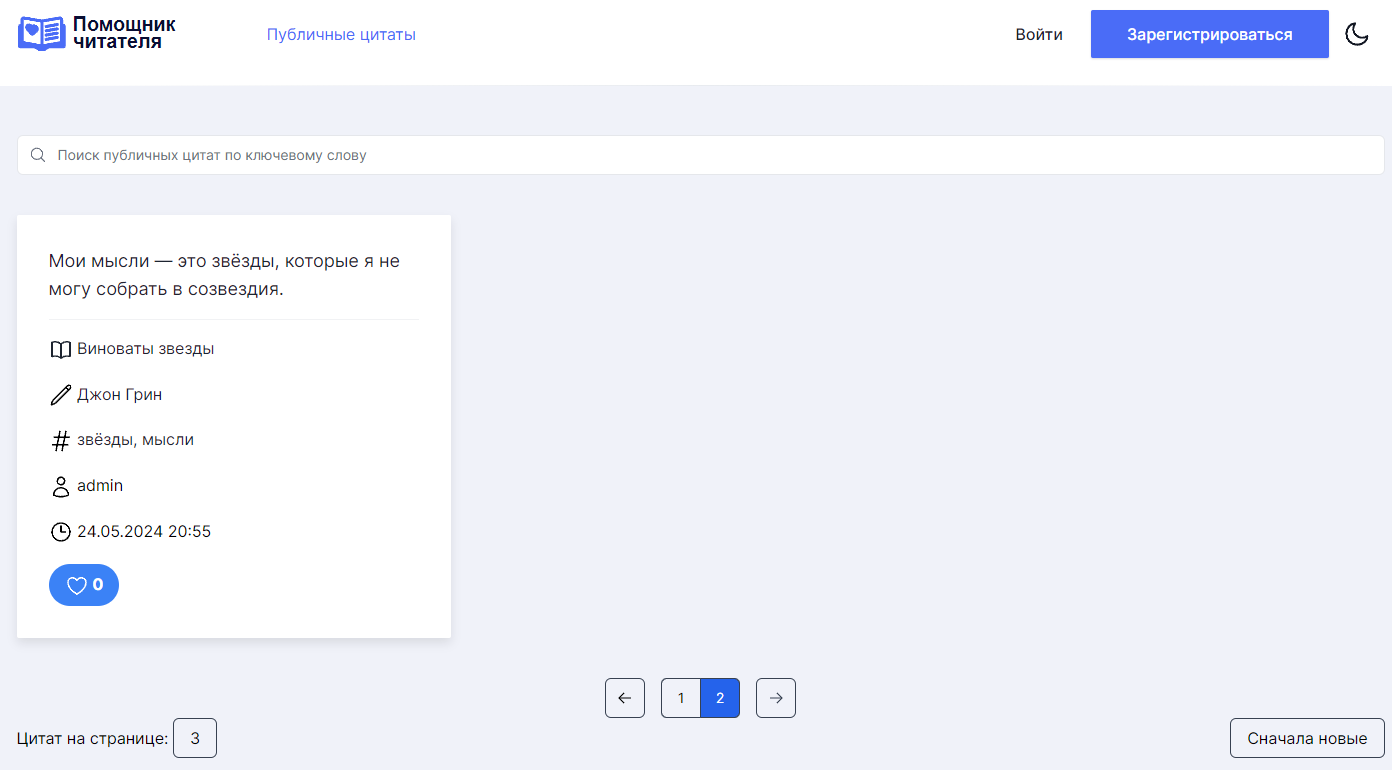 Помощник
читателя
Публичные цитаты
Войти
Зарегистрироваться
Поиск публичных цитат по ключевому слову
Мои мысли — это звёзды, которые я не
могу собрать в созвездия.
Виноваты звезды
Джон Грин
звёзды, мысли
admin
24.05.2024 20:55
0
1 2
Цитат на странице: 3
Сначала новые